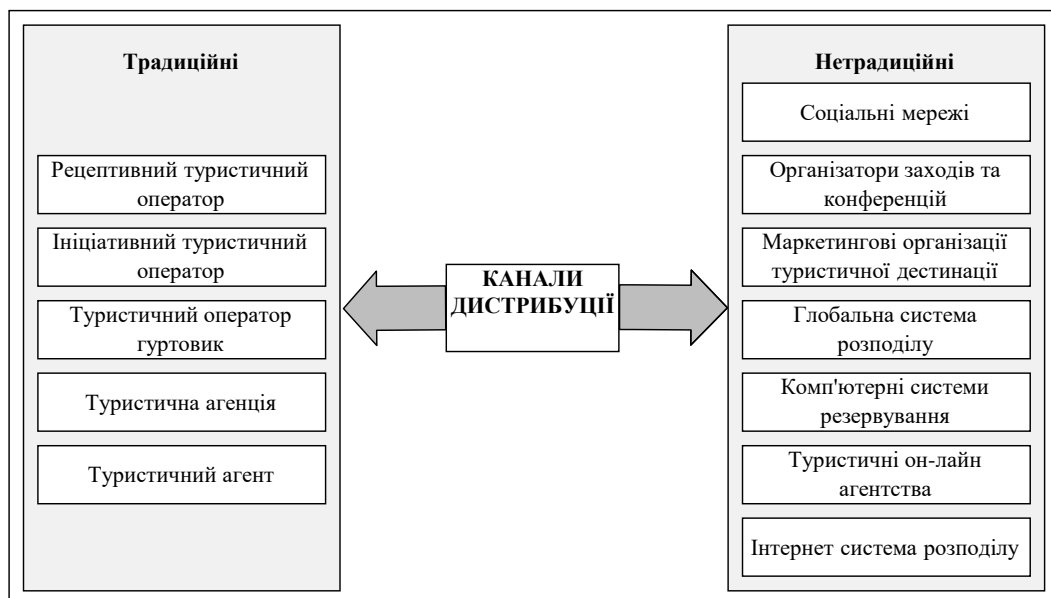 Традиційні
Рецептивний туристичний
оператор
Ініціативний туристичний
оператор
Туристичний оператор
гуртовик
Туристична агенція
Туристичний агент
КАНАЛИ
ДИСТРИБУЦІЇ
Нетрадиційні
Соціальні мережі
Організатори заходів та
конференцій
Маркетингові організації
туристичної дестинації
Глобальна система
розподілу
Комп'ютерні системи
резервування
Туристичні он-лайн
агентства
Інтернет система розподілу